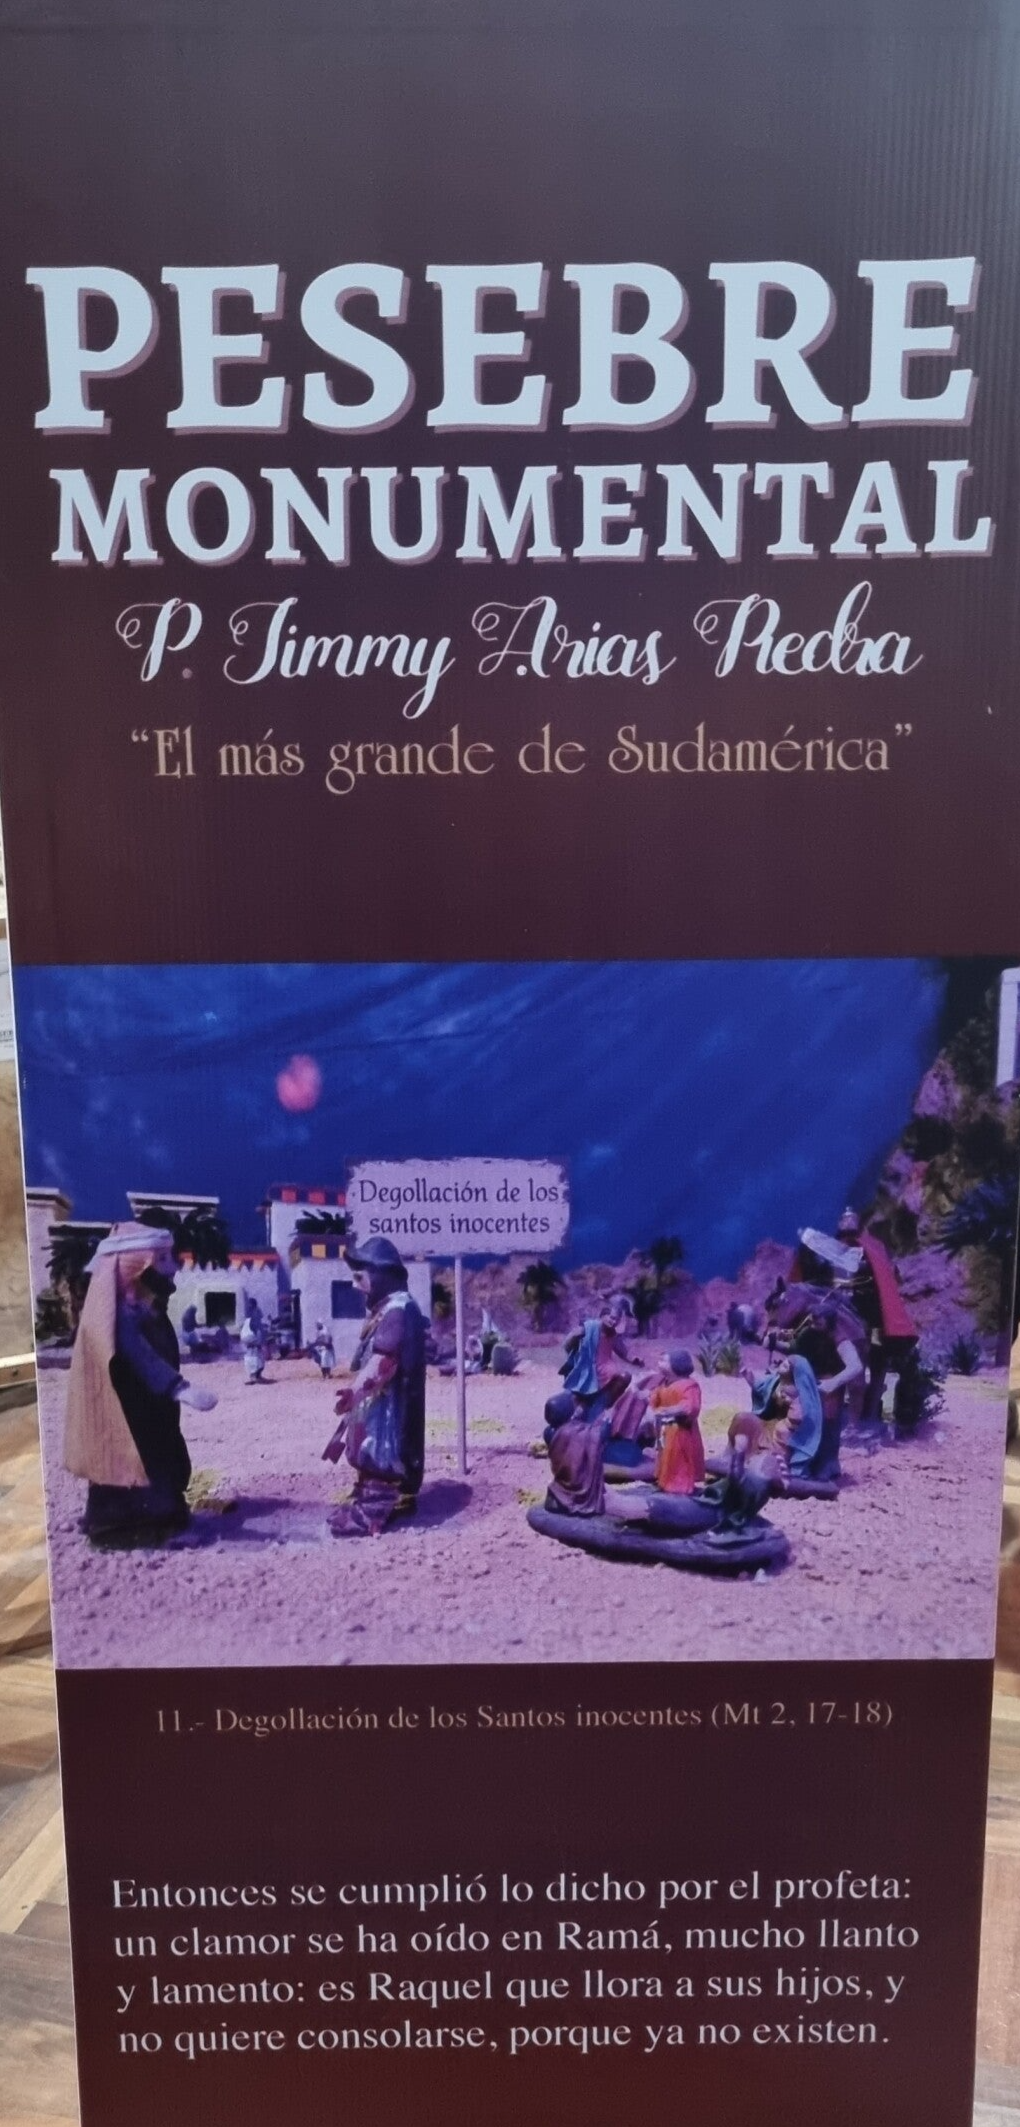 PESEBRE
MONUMENTAL
P. Jimmy Arias Piedra
“El más grande de Sudamérica”
Degollación de los
santos inocentes
11.- Degollación de los Santos inocentes (Mt 2, 17-18)
Entonces se cumplió lo dicho por el profeta:
un clamor se ha oído en Ramá, mucho llanto
y lamento: es Raquel que llora a sus hijos, y
no quiere consolarse, porque ya no existen.